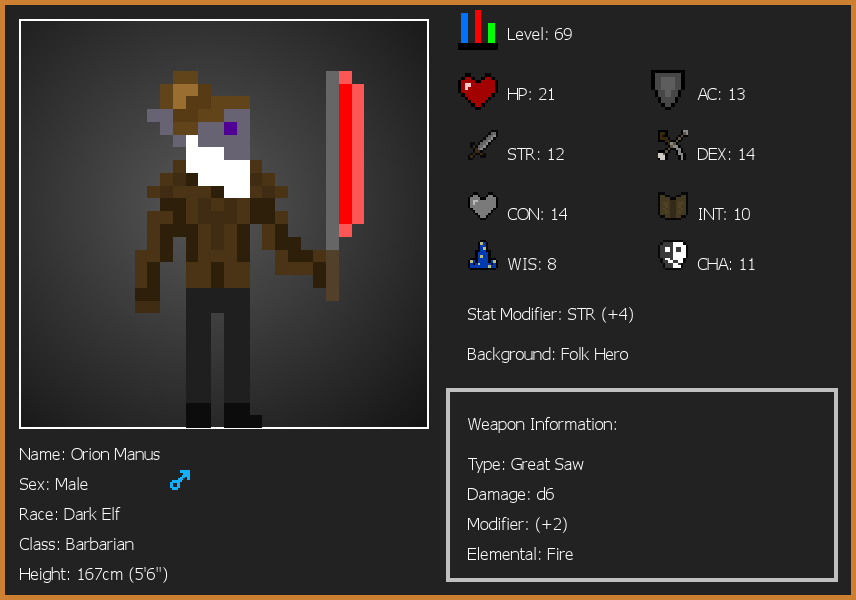 Level: 69
HP: 21
AC: 13
STR: 12
DEX: 14
CON: 14
INT: 10
WIS: 8
CHA: 11
Stat Modifier: STR (+4)
Background: Folk Hero
Weapon Information:
Type: Great Saw
Damage: d6
Modifier: (+2)
Elemental: Fire
Name: Orion Manus
Sex: Male
Race: Dark Elf
Class: Barbarian
Height: 167cm (5'6")